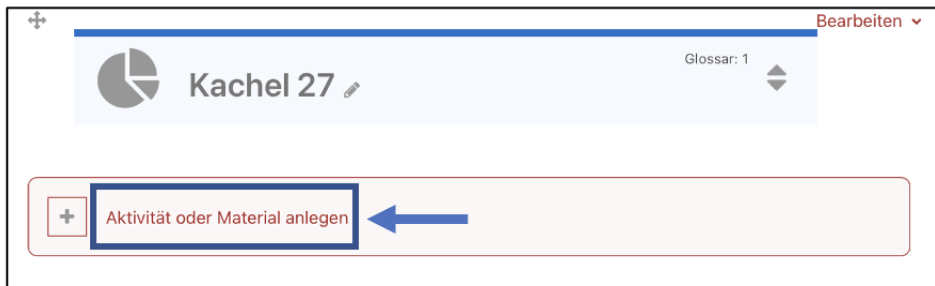 Bearbeiten
Glossar: 1
Kachel 27
Aktivität oder Material anlegen